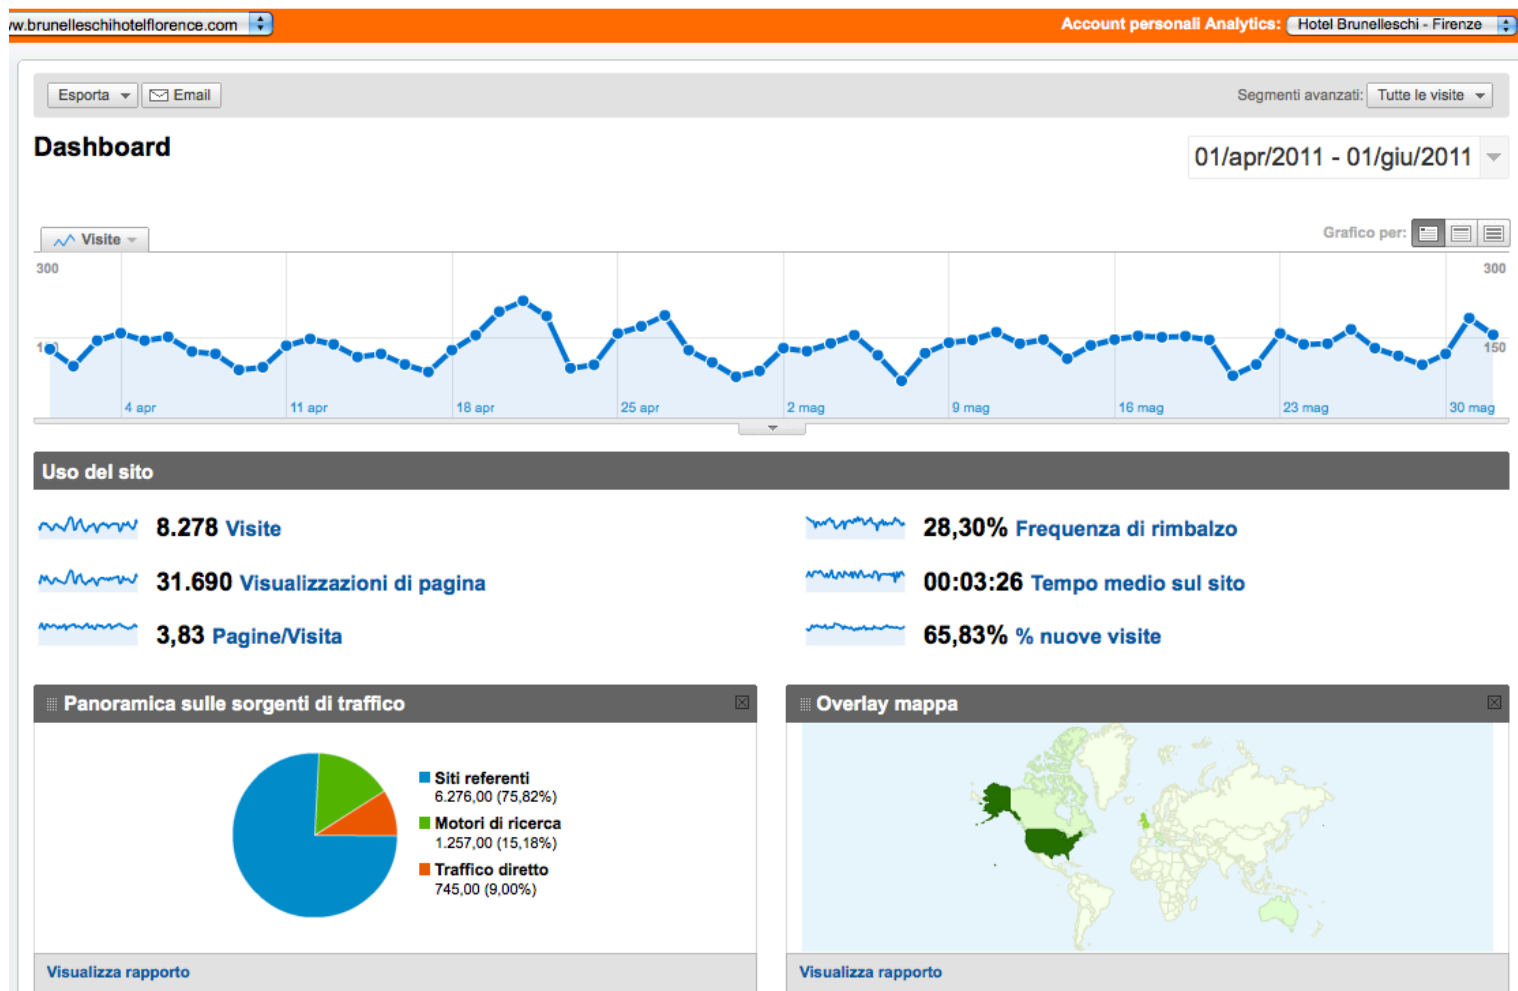 w.brunelleschihotelflorence.com
Account personali Analytics: Hotel Brunelleschi - Firenze
Esporta
Email
Segmenti avanzati: Tutte le visite
Dashboard
01/apr/2011 - 01/giu/2011
Visite
Grafico per:
300
300
150
4 apr
11 apr
18 apr
25 apr
2 mag
9 mag
16 mag
23 mag
30 mag
Uso del sito
8.278 Visite
28,30% Frequenza di rimbalzo
31.690 Visualizzazioni di pagina
00:03:26 Tempo medio sul sito
3,83 Pagine/Visita
65,83% % nuove visite
Panoramica sulle sorgenti di traffico
Overlay mappa
Siti referenti
6.276,00 (75,82%)
Motori di ricerca
1.257,00 (15,18%)
Traffico diretto
745,00 (9,00%)
Visualizza rapporto
Visualizza rapporto